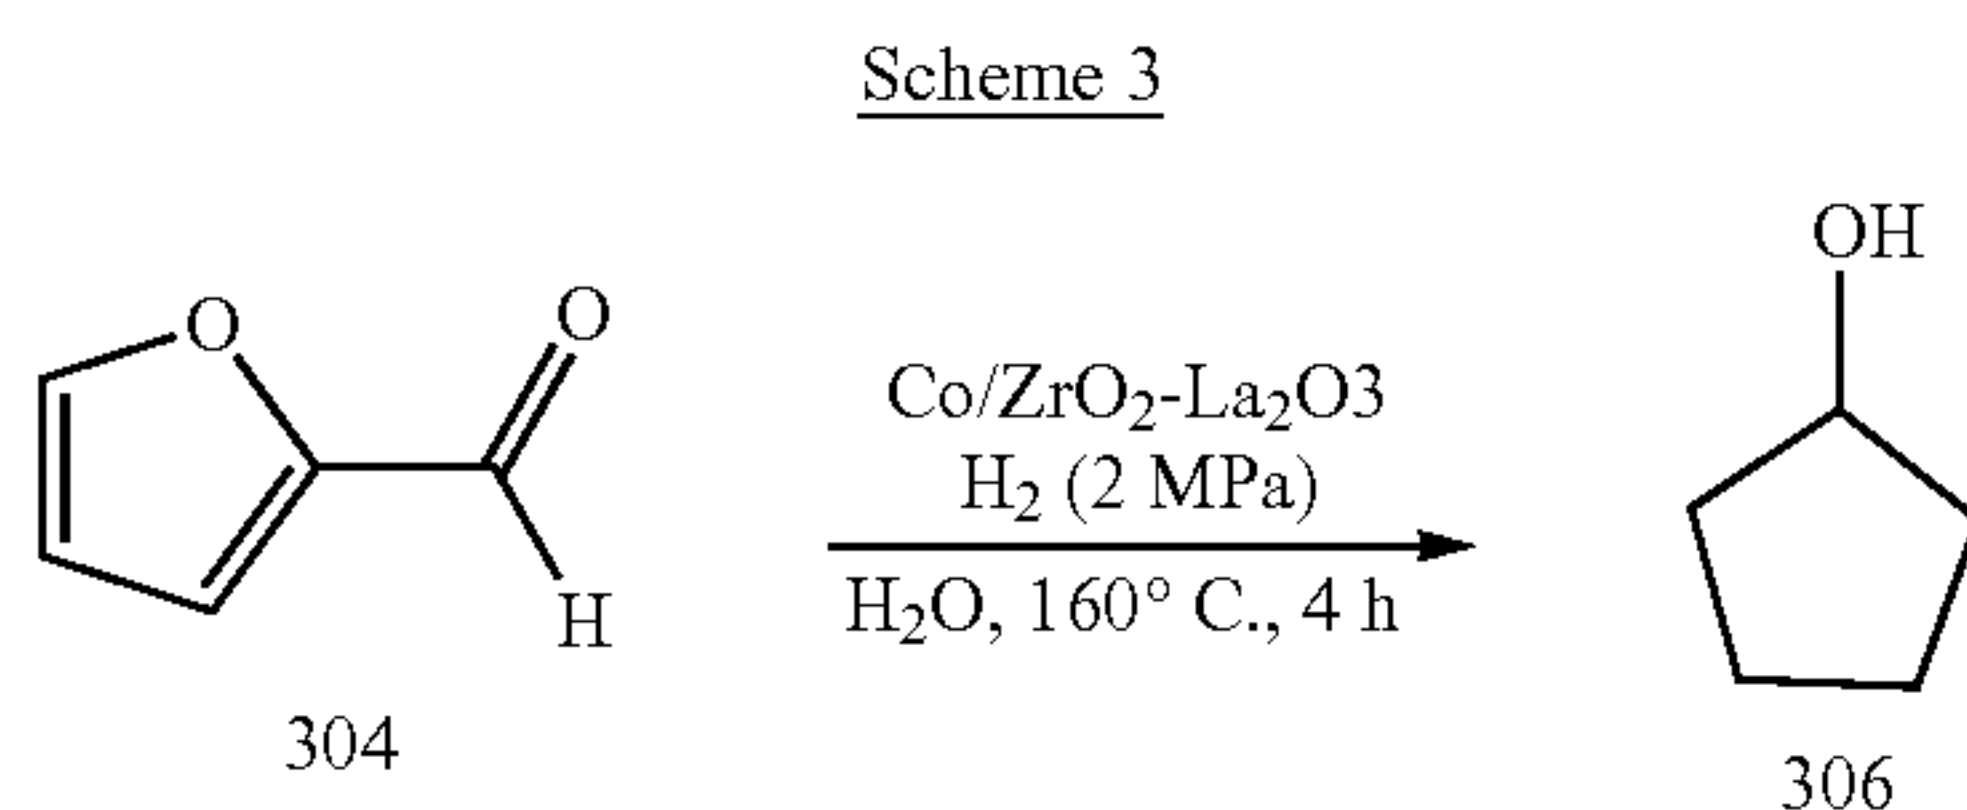 Scheme 3
OH
O
O
Co/ZrO₂-La₂O3
H₂ (2 MPa)
H₂O, 160° C., 4 h
H
304
306